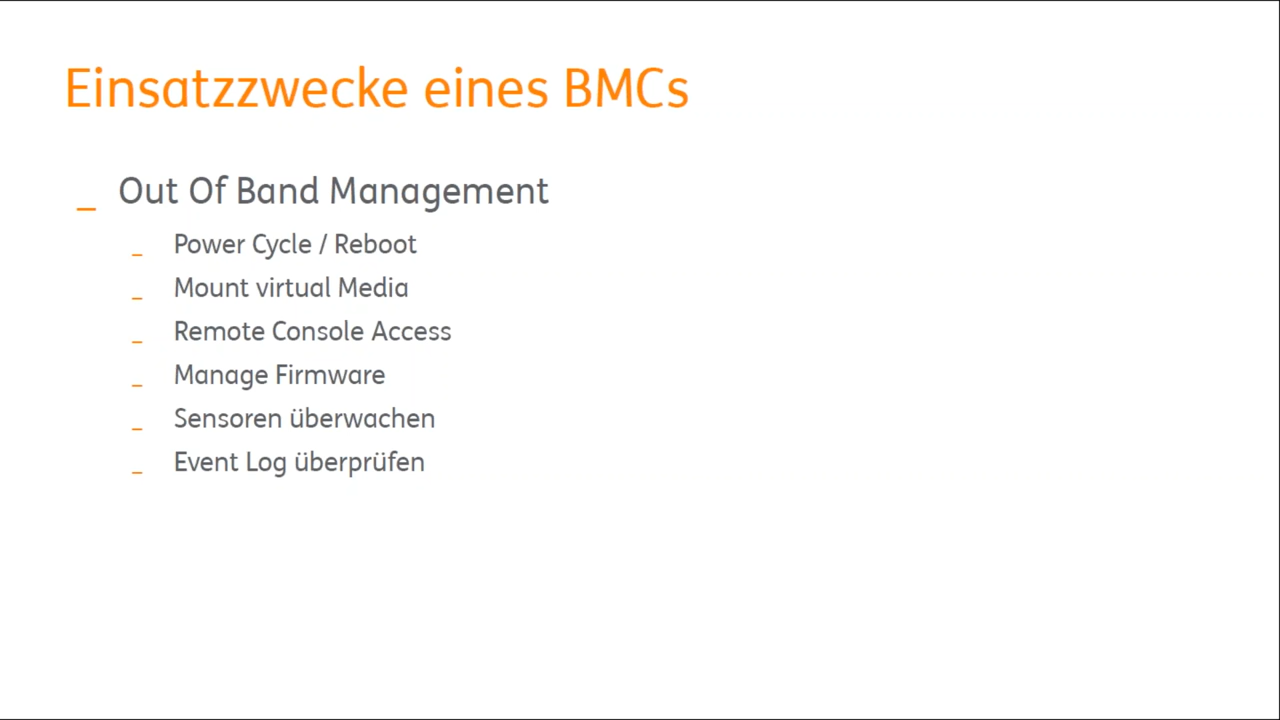 Einsatzzwecke eines BMCs
_ Out Of Band Management
_ Power Cycle / Reboot
_ Mount virtual Media
_ Remote Console Access
_ Manage Firmware
_ Sensoren überwachen
_ Event Log überprüfen